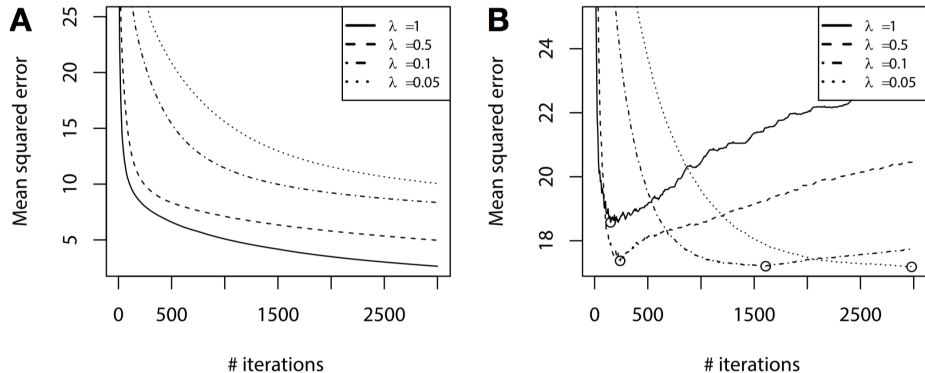 A
Mean squared error
25
20
15
10
5
0
500
1500
2500
# iterations
λ =1
λ =0.5
λ =0.1
λ =0.05
B
Mean squared error
24
22
20
18
0
500
1500
2500
# iterations
λ =1
λ =0.5
λ =0.1
λ =0.05